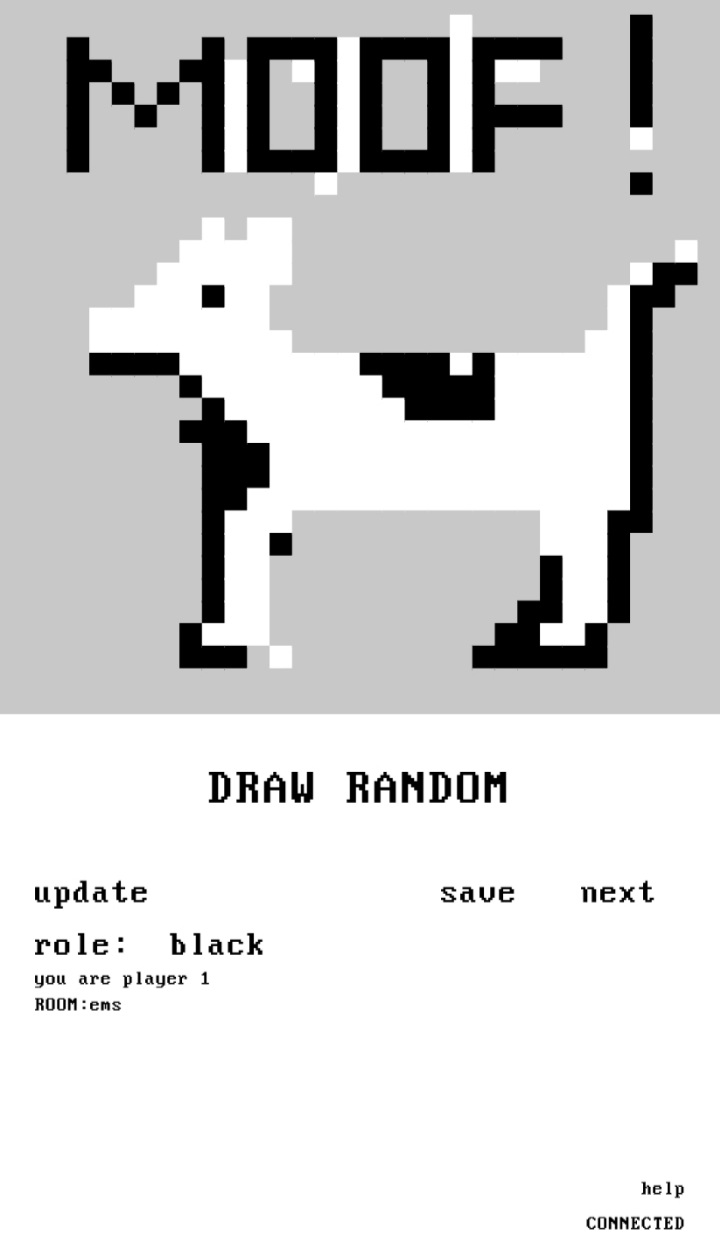 MOOF!
DRAW RANDOM
update save next
role: black
you are player 1
ROOM:ems
help
CONNECTED